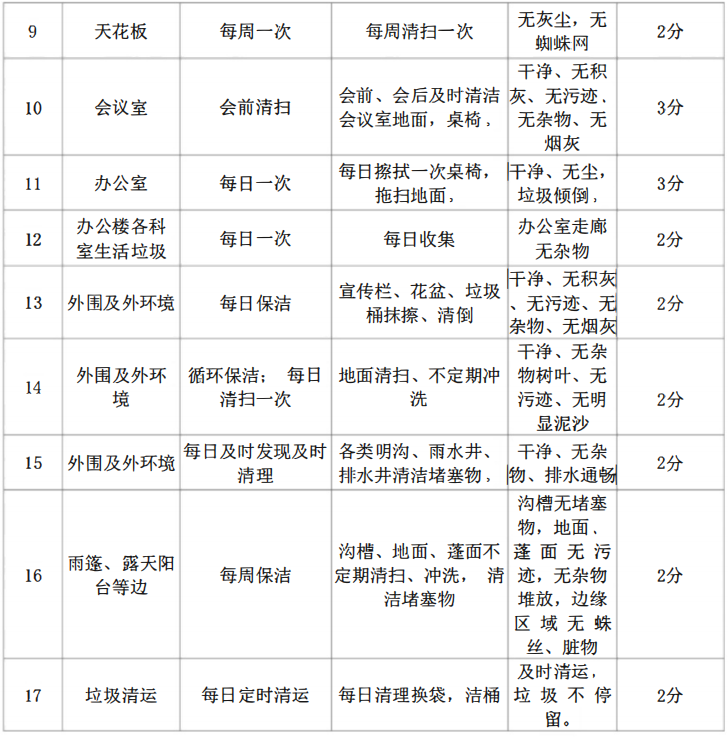 9
天花板
每周一次
每周清扫一次
无灰尘，无
蜘蛛网
2分
10
会议室
会前清扫
会前、会后及时清洁
会议室地面，桌椅.
干净、无积
灰、无污迹.
无杂物、无
烟灰
3分
11
办公室
每日一次
每日擦拭一次桌椅，
拖扫地面.
干净、无尘，
垃圾倾倒.
3分
12
办公楼各科
室生活垃圾
每日一次
每日收集
办公室走廊
无杂物
2分
13
外围及外环境
每日保洁
宣传栏、花盆、垃圾
桶抹擦、清倒
干净、无积灰
、无污迹、无
杂物、无烟灰
2分
14
外围及外环
境
循环保洁； 每日
清扫一次
地面清扫、不定期冲
洗
干净、无杂
物树叶、无
污迹、无明
显泥沙
2分
15
外围及外环境
每日及时发现及时
清理
各类明沟、雨水井、
排水井清洁堵塞物.
干净、无杂
物、排水通畅
2分
16
雨篷、露天阳
台等边
每周保洁
沟槽、地面、蓬面不
定期清扫、冲洗， 清
洁堵塞物
沟槽无堵塞
物，地面.
蓬面无污
迹，无杂物
堆放，边缘
区域无蛛
丝、脏物
2分
17
垃圾清运
每日定时清运
每日清理换袋，洁桶
及时清运，
垃圾不停
留。
2分